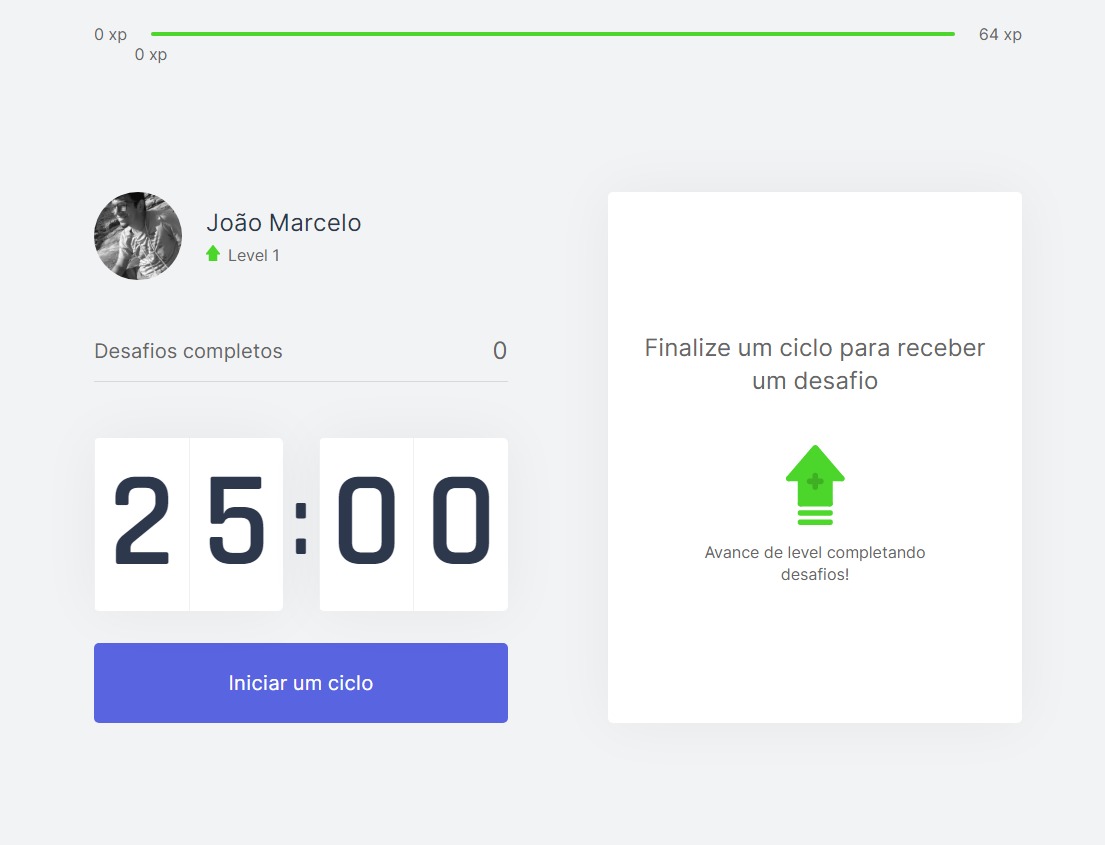 0 xp
64 xp
0 xp
João Marcelo
Level 1
Desafios completos
0
25:00
Iniciar um ciclo
Finalize um ciclo para receber
um desafio
Avance de level completando
desafios!